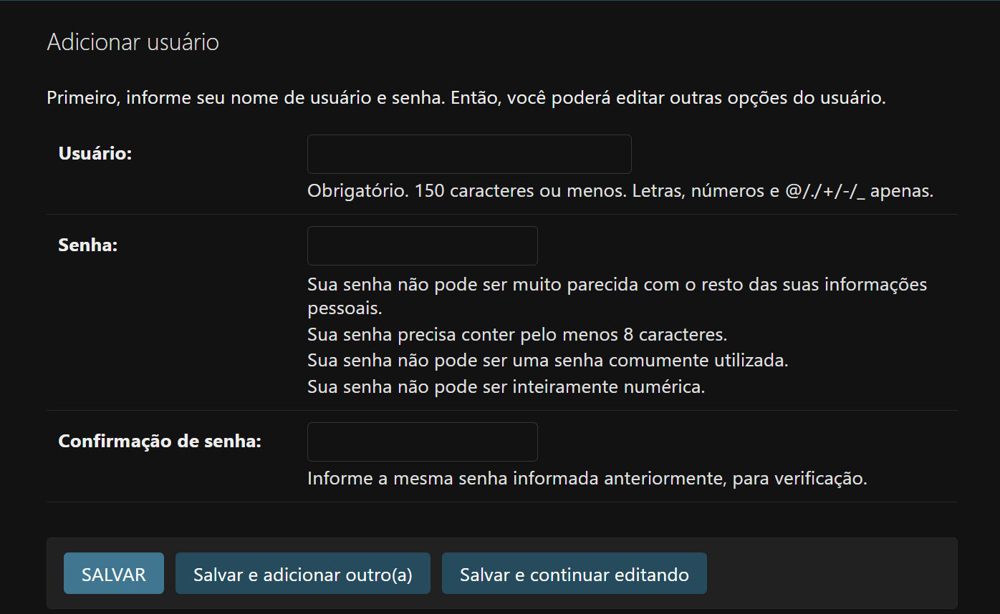 Adicionar usuário
Primeiro, informe seu nome de usuário e senha. Então, você poderá editar outras opções do usuário.
Usuário:
Obrigatório. 150 caracteres ou menos. Letras, números e @/./+/-/_ apenas.
Senha:
Sua senha não pode ser muito parecida com o resto das suas informações
pessoais.
Sua senha precisa conter pelo menos 8 caracteres.
Sua senha não pode ser uma senha comumente utilizada.
Sua senha não pode ser inteiramente numérica.
Confirmação de senha:
Informe a mesma senha informada anteriormente, para verificação.
SALVAR
Salvar e adicionar outro(a)
Salvar e continuar editando